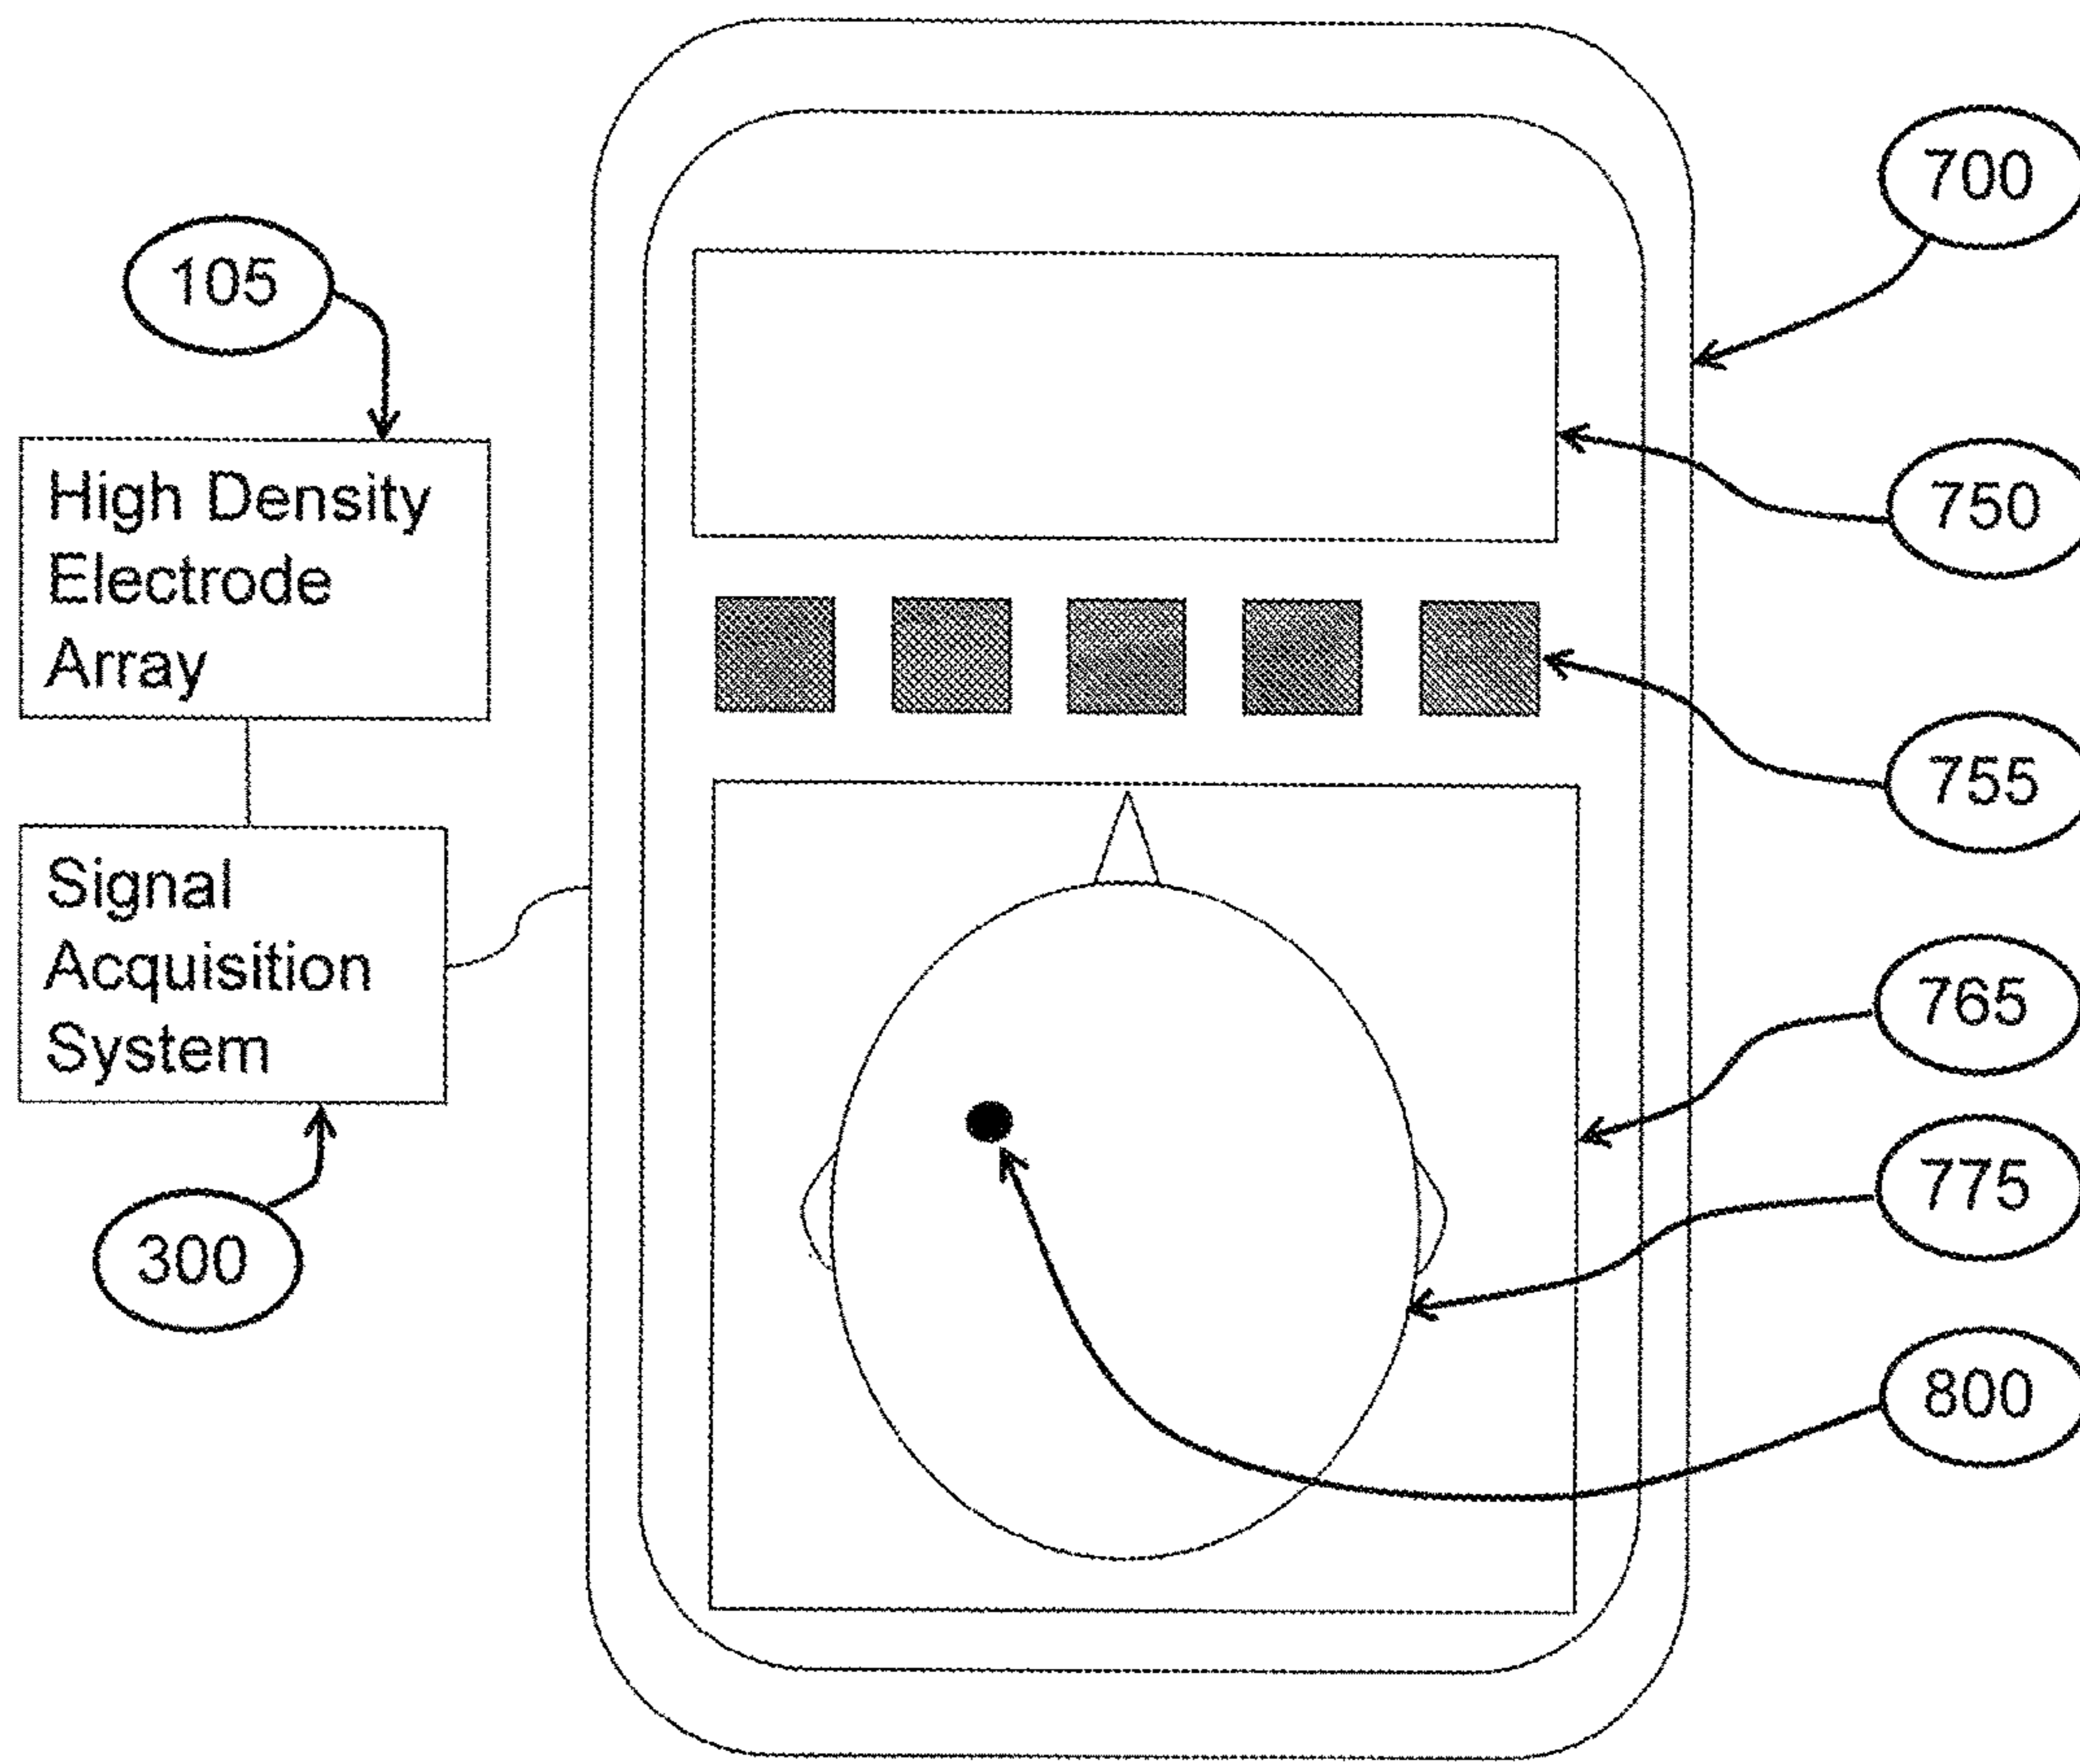 700
105
High Density
Electrode
Array
750
755
Signal
Acquisition
System
765
775
300
800